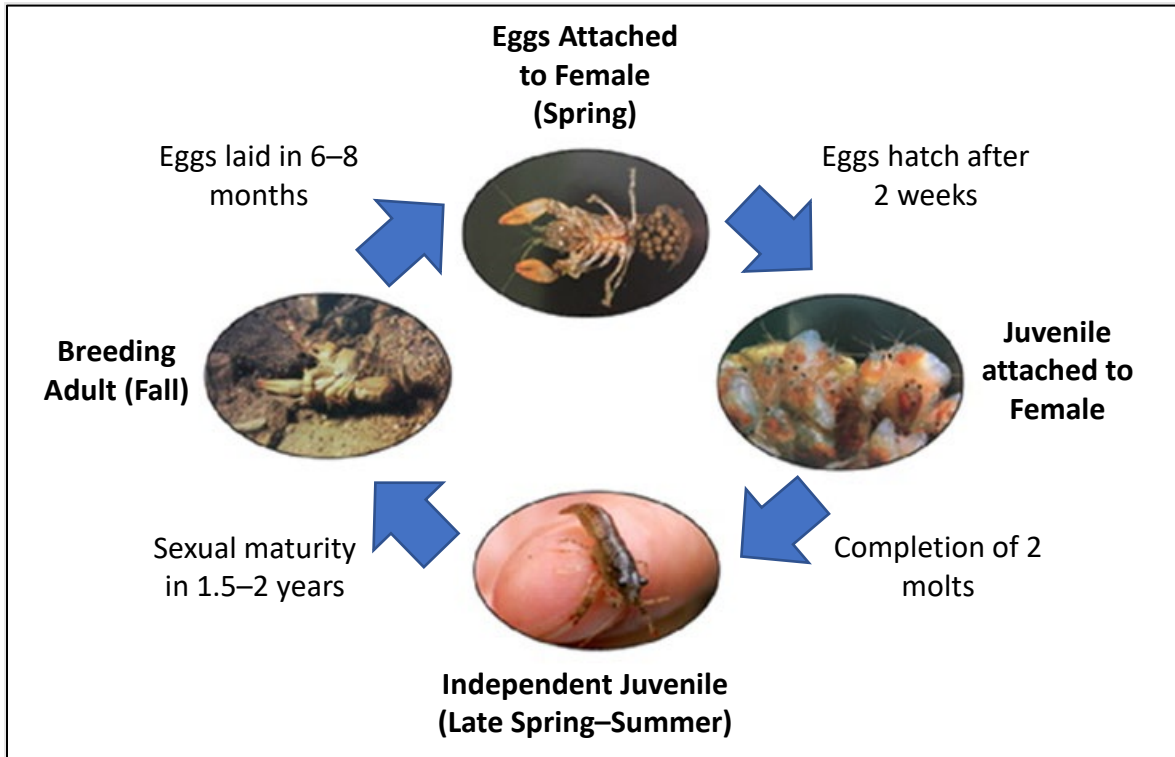 Eggs Attached
to Female
(Spring)
Eggs laid in 6–8
months
Eggs hatch after
2 weeks
Breeding
Adult (Fall)
Juvenile
attached to
Female
Sexual maturity
in 1.5–2 years
Completion of 2
molts
Independent Juvenile
(Late Spring–Summer)